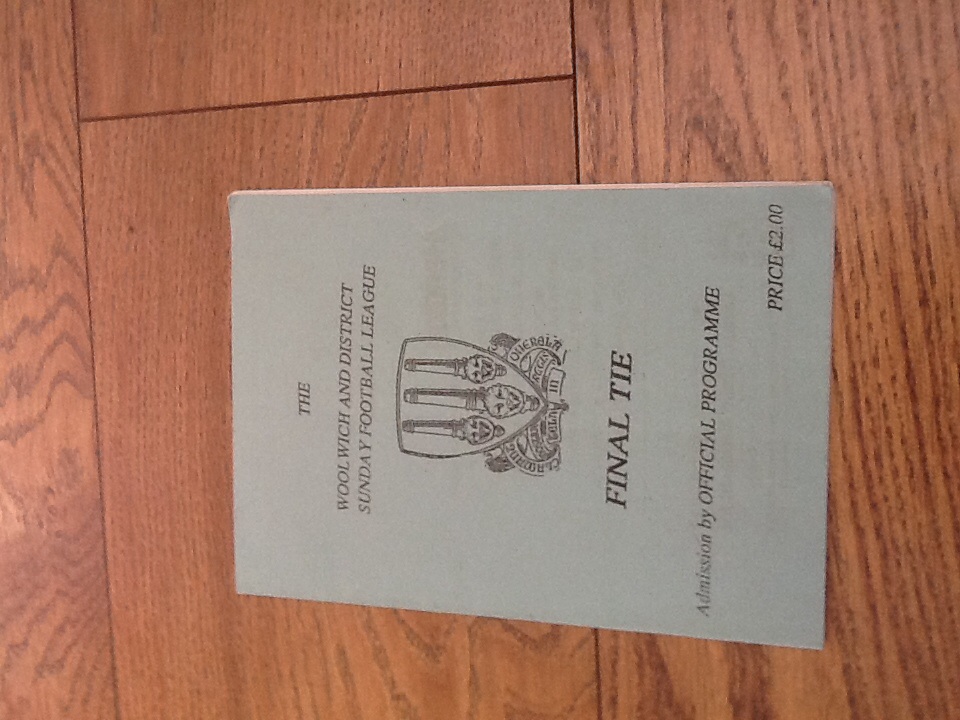 THE
WOOLWICH AND DISTRICT
SUNDAY FOOTBALL LEAGUE
FINAL TIE
Admission by OFFICIAL PROGRAMME
PRICE £2.00